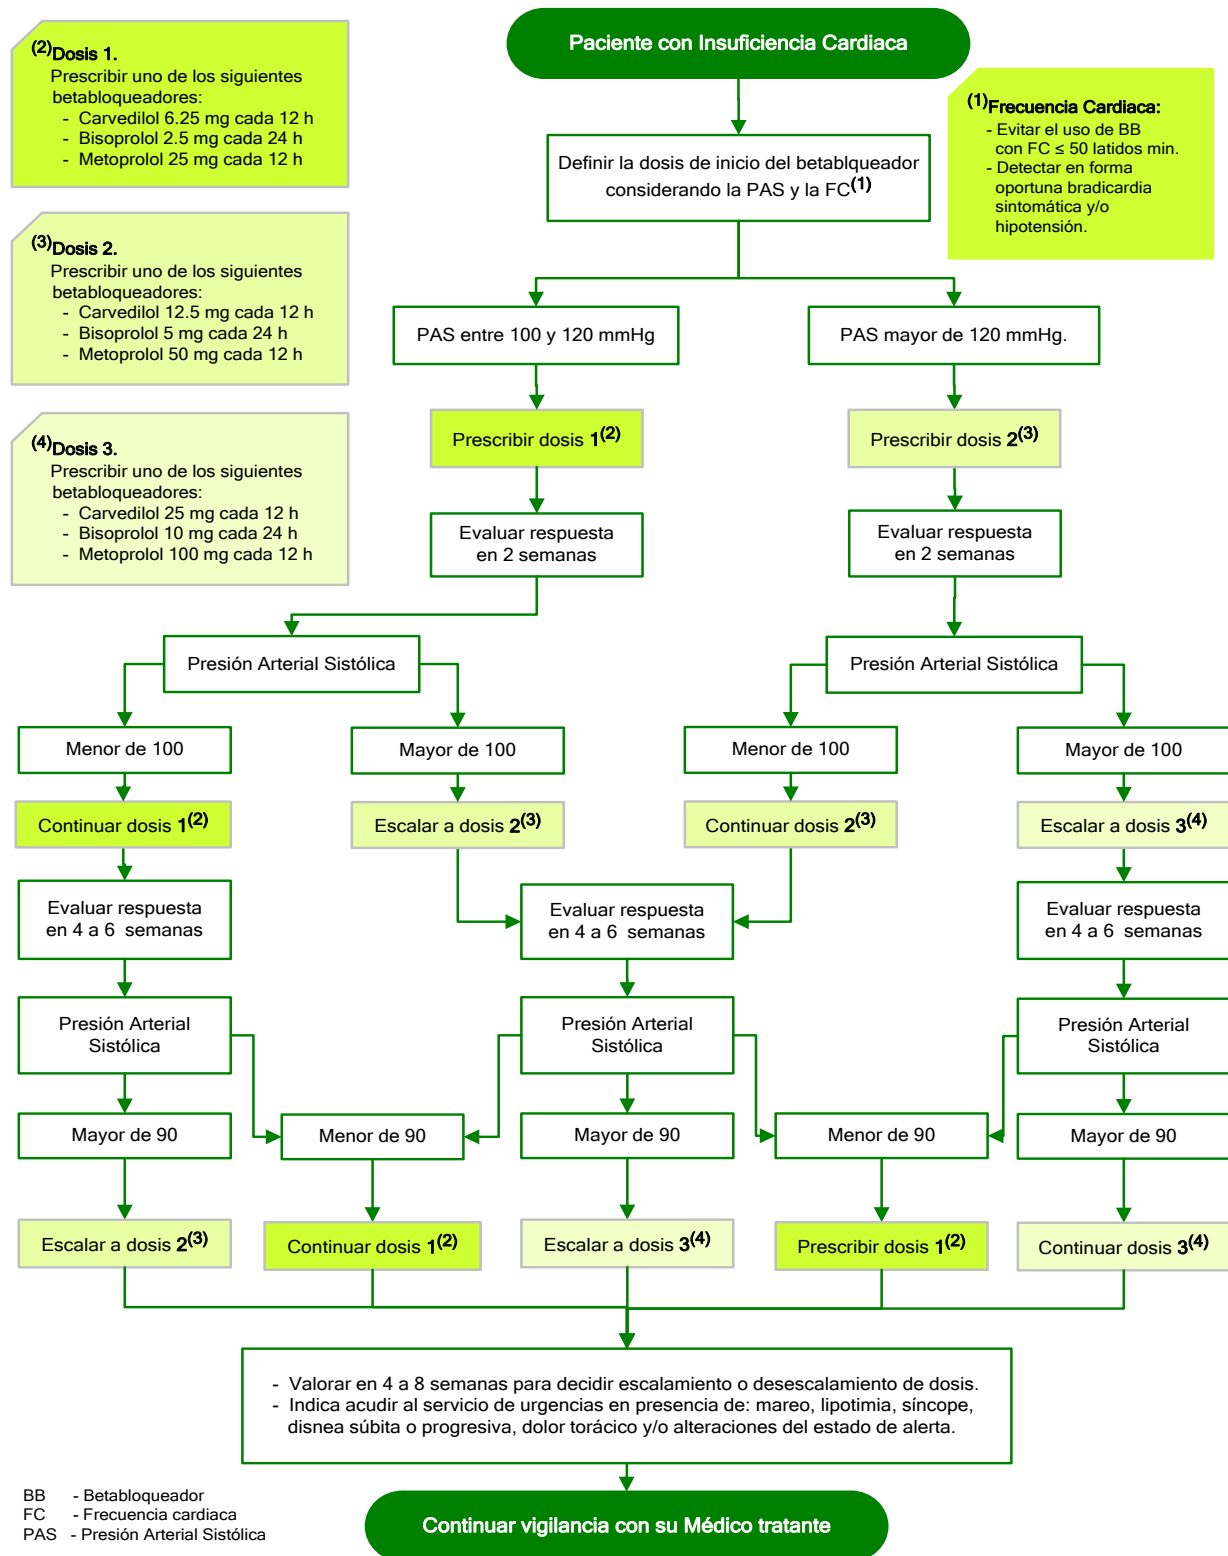 Paciente con Insuficiencia Cardiaca
(2)Dosis 1.
Prescribir uno de los siguientes
betabloqueadores:
- Carvedilol 6.25 mg cada 12 h
- Bisoprolol 2.5 mg cada 24 h
- Metoprolol 25 mg cada 12 h
(1)Frecuencia Cardiaca:
- Evitar el uso de BB
con FC ≤ 50 latidos min.
- Detectar en forma
oportuna bradicardia
sintomática y/o
hipotensión.
Definir la dosis de inicio del betablqueador
considerando la PAS y la FC(1)
(3)Dosis 2.
Prescribir uno de los siguientes
betabloqueadores:
- Carvedilol 12.5 mg cada 12 h
- Bisoprolol 5 mg cada 24 h
- Metoprolol 50 mg cada 12 h
PAS entre 100 y 120 mmHg
PAS mayor de 120 mmHg.
(4)Dosis 3.
Prescribir uno de los siguientes
betabloqueadores:
- Carvedilol 25 mg cada 12 h
- Bisoprolol 10 mg cada 24 h
- Metoprolol 100 mg cada 12 h
Prescribir dosis 1(2)
Prescribir dosis 2(3)
Evaluar respuesta
en 2 semanas
Evaluar respuesta
en 2 semanas
Presión Arterial Sistólica
Presión Arterial Sistólica
Menor de 100
Mayor de 100
Menor de 100
Mayor de 100
Continuar dosis 1(2)
Escalar a dosis 2(3)
Continuar dosis 2(3)
Escalar a dosis 3(4)
Evaluar respuesta
en 4 a 6 semanas
Evaluar respuesta
en 4 a 6 semanas
Evaluar respuesta
en 4 a 6 semanas
Presión Arterial
Sistólica
Presión Arterial
Sistólica
Presión Arterial
Sistólica
Mayor de 90
Menor de 90
Mayor de 90
Menor de 90
Mayor de 90
Escalar a dosis 2(3)
Continuar dosis 1(2)
Escalar a dosis 3(4)
Prescribir dosis 1(2)
Continuar dosis 3(4)
- Valorar en 4 a 8 semanas para decidir escalamiento o desescalamiento de dosis.
- Indica acudir al servicio de urgencias en presencia de: mareo, lipotimia, síncope,
disnea súbita o progresiva, dolor torácico y/o alteraciones del estado de alerta.
BB - Betabloqueador
FC - Frecuencia cardiaca
PAS - Presión Arterial Sistólica
Continuar vigilancia con su Médico tratante